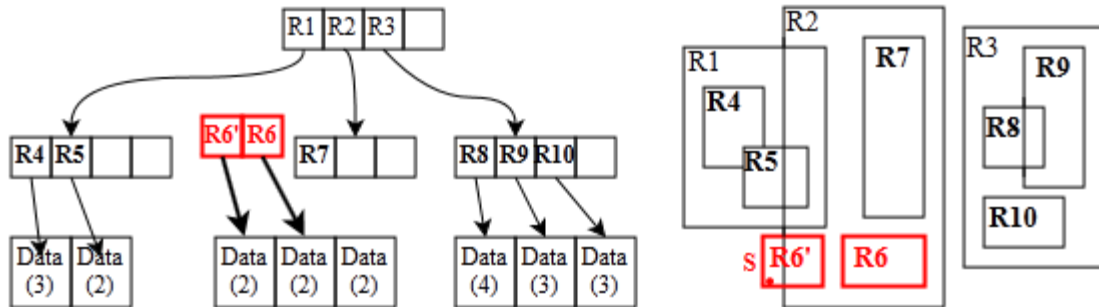 R1 R2 R3
R4 R5
R6' R6
R7
R8 R9 R10
Data (3)
Data (2)
Data (2)
Data (2)
Data (2)
Data (4)
Data (3)
Data (3)
R2
R1
R7
R4
R5
S R6' R6
R3
R9
R8
R10